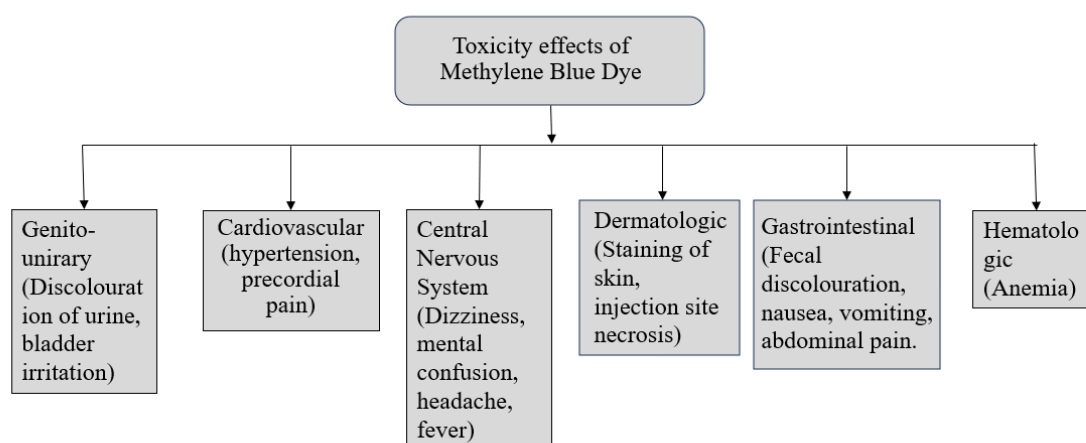 Toxicity effects of
Methylene Blue Dye
Genito-
unirary
(Discolourat
ion of urine,
bladder
irritation)
Cardiovascular
(hypertension,
precordial
pain)
Central
Nervous
System
(Dizziness,
mental
confusion,
headache,
fever)
Dermatologic
(Staining of
skin,
injection site
necrosis)
Gastrointestinal
(Fecal
discolouration,
nausea, vomiting,
abdominal pain.
Hematolo
gic
(Anemia)